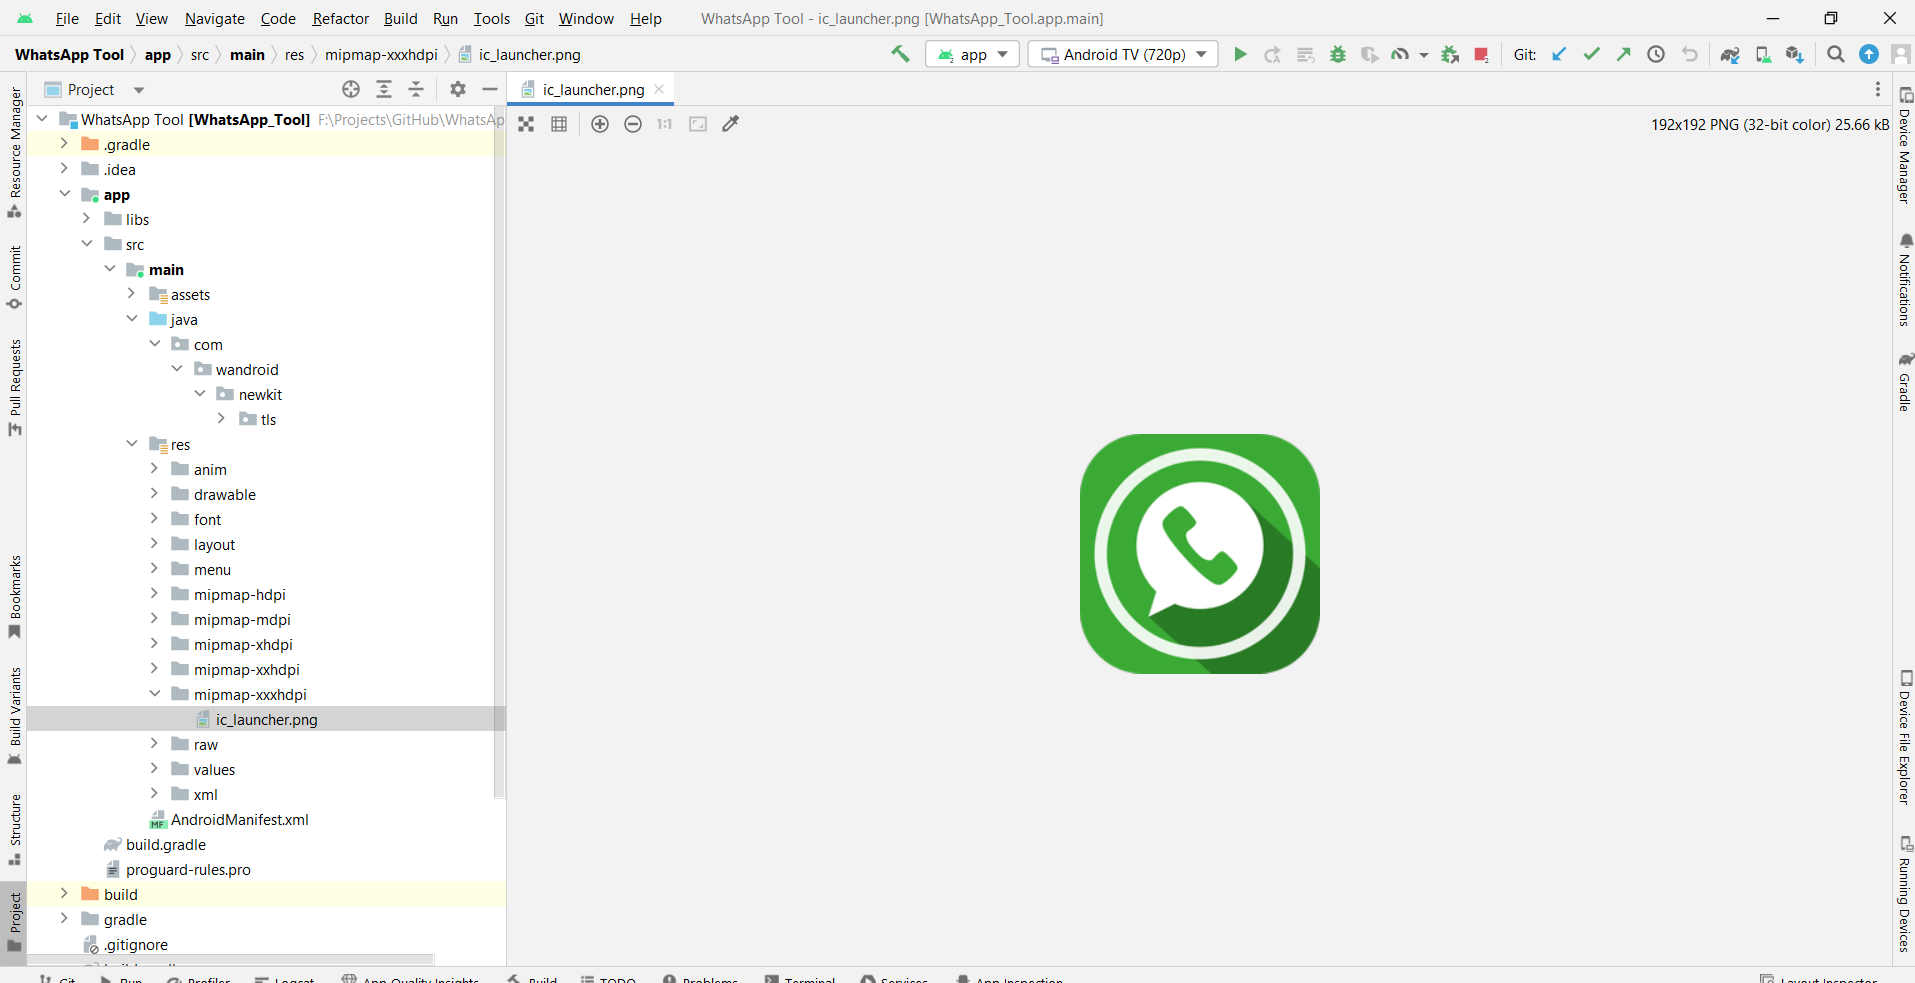 File Edit View Navigate Code Refactor Build Run Tools Git Window Help WhatsApp Tool - ic_launcher.png [WhatsApp_Tool.app.main]
WhatsApp Tool app src main res mipmap-xxxhdpi ic_launcher.png app Android TV (720p) Git:
Project ic_launcher.png
WhatsApp Tool [WhatsApp_Tool] F:\Projects\GitHub\WhatsAp
1:1 192x192 PNG (32-bit color) 25.66 kB
.gradle
.idea
app
libs
src
main
assets
java
com
wandroid
newkit
tls
res
anim
drawable
font
layout
menu
mipmap-hdpi
mipmap-mdpi
mipmap-xhdpi
mipmap-xxhdpi
mipmap-xxxhdpi
ic_launcher.png
raw
values
xml
MF AndroidManifest.xml
build.gradle
proguard-rules.pro
build
gradle
.gitignore
Resource Manager
Commit
Pull Requests
Bookmarks
Build Variants
Structure
Project
Device Manager
Notifications
Gradle
Device File Explorer
Running Devices
Git Run Profiler Logcat App Quality Insights Build TODO Problems Terminal Services App Inspection Layout Inspector